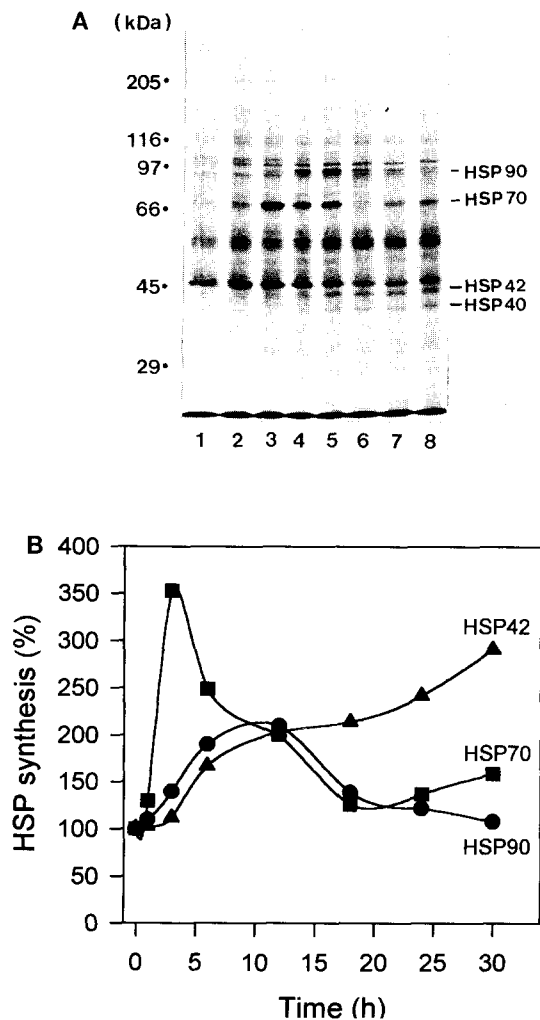 A (kDa)
205•
116•
97•
66•
45•
29•
HSP90
HSP70
HSP42
HSP40
1 2 3 4 5 6 7 8
B
400
350
300
250
200
150
100
50
0
HSP synthesis (%)
HSP42
HSP70
HSP90
0 5 10 15 20 25 30
Time (h)